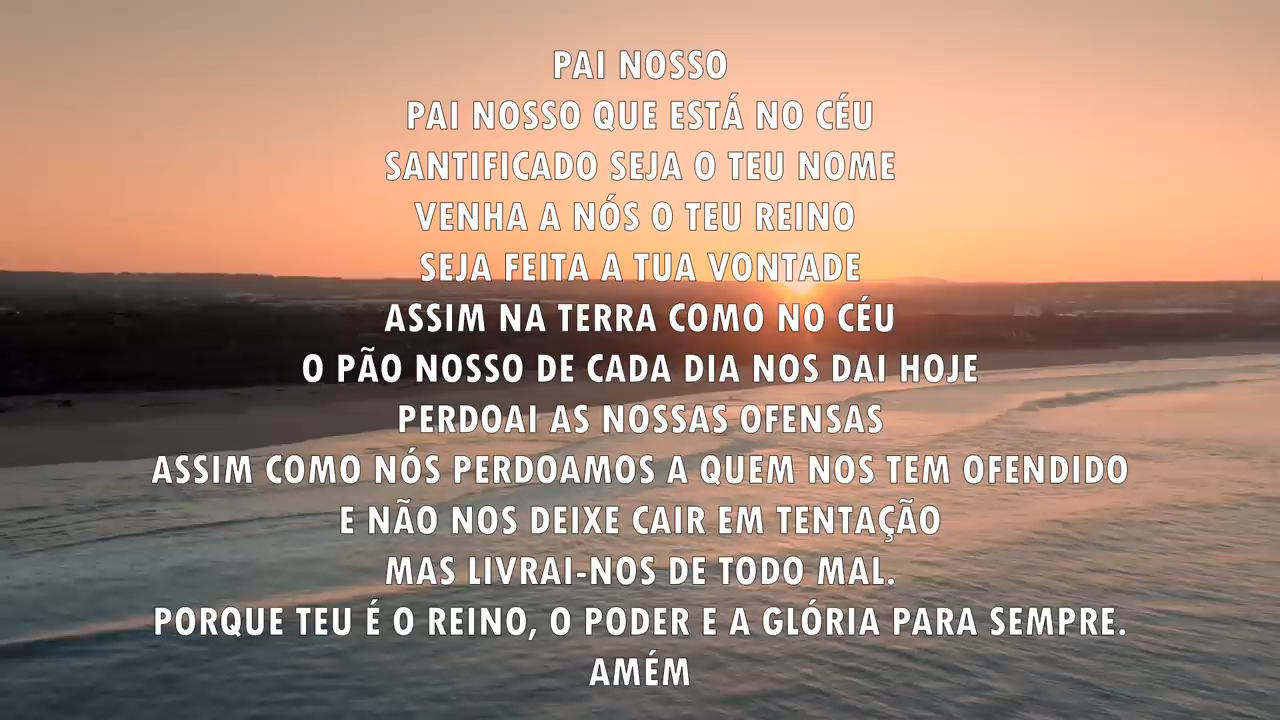 PAI NOSSO
PAI NOSSO QUE ESTÁ NO CÉU
SANTIFICADO SEJA O TEU NOME
VENHA A NÓS O TEU REINO
SEJA FEITA A TUA VONTADE
ASSIM NA TERRA COMO NO CÉU
O PÃO NOSSO DE CADA DIA NOS DAI HOJE
PERDOAI AS NOSSAS OFENSAS
ASSIM COMO NÓS PERDOAMOS A QUEM NOS TEM OFENDIDO
E NÃO NOS DEIXE CAIR EM TENTAÇÃO
MAS LIVRAI-NOS DE TODO MAL.
PORQUE TEU É O REINO, O PODER E A GLÓRIA PARA SEMPRE.
AMÉM